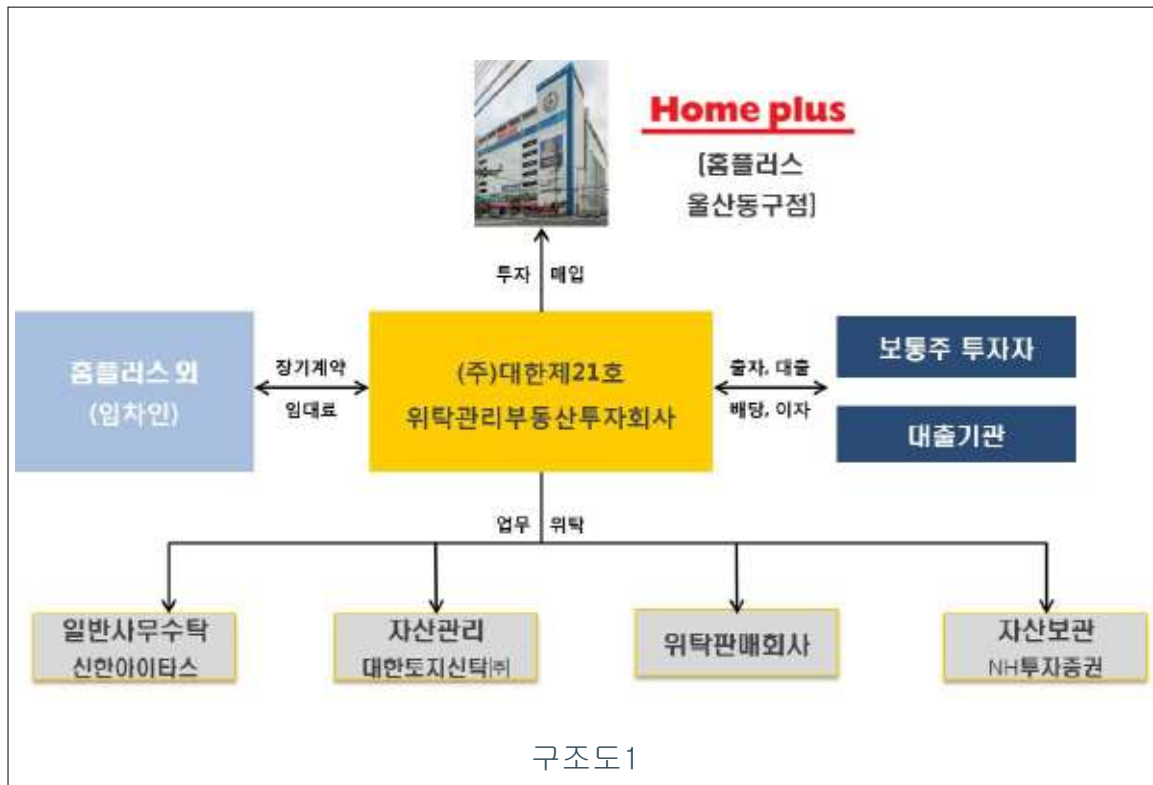 Home plus
[홈플러스
울산동구점]
투자 매입
홈플러스 외
(임차인)
장기계약
임대료
(주)대한제21호
위탁관리부동산투자회사
출자, 대출
배당, 이자
보통주 투자자
대출기관
업무 위탁
일반사무수탁
신한아이타스
자산관리
대한토지신탁㈜
위탁판매회사
자산보관
NH투자증권
구조도1